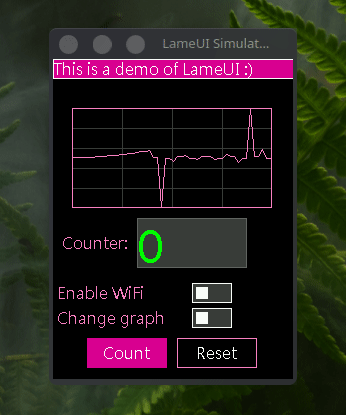 LameUI Simulat...
This is a demo of LameUI :)
Counter: 0
Enable WiFi
Change graph
Count Reset